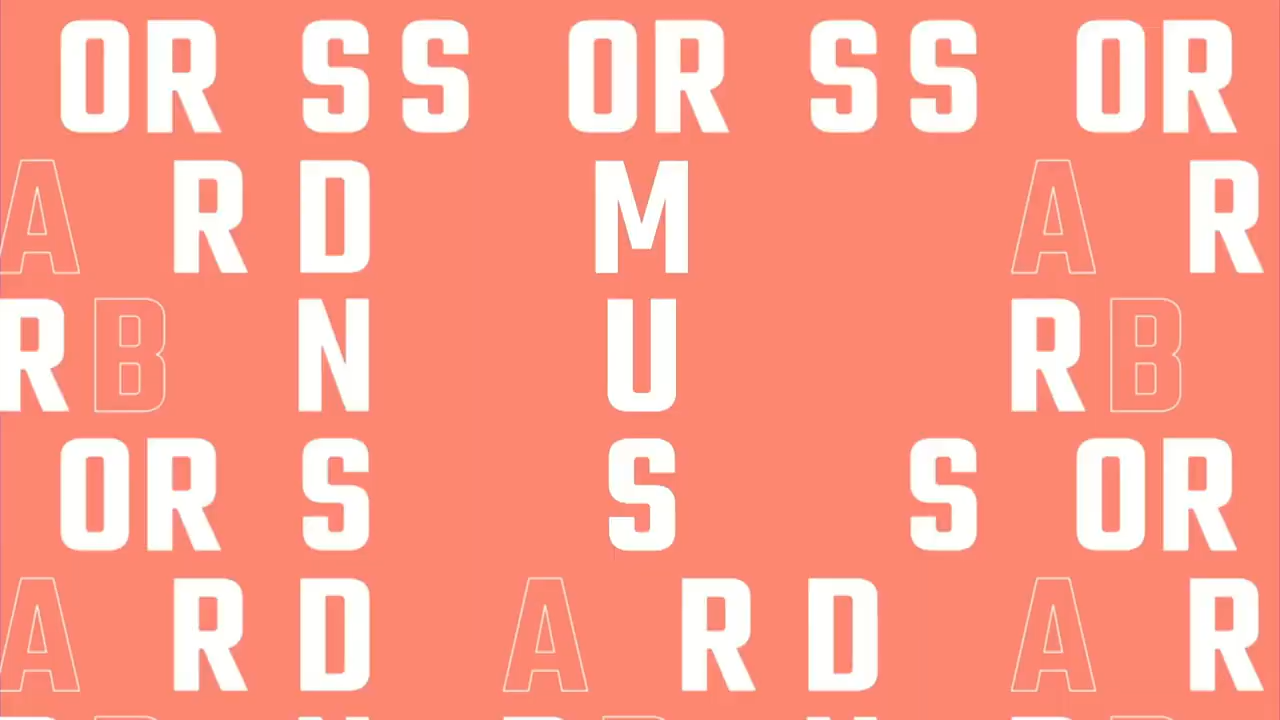 OR SS OR SS OR
A R D M A R
R B N U R B
OR S S S OR
A R D A R D A R